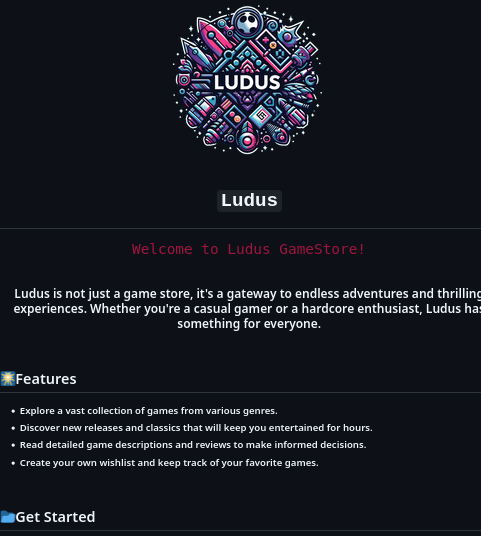 LUDUS
Ludus
Welcome to Ludus GameStore!
Ludus is not just a game store, it's a gateway to endless adventures and thrilling
experiences. Whether you're a casual gamer or a hardcore enthusiast, Ludus has
something for everyone.
Features
• Explore a vast collection of games from various genres.
• Discover new releases and classics that will keep you entertained for hours.
• Read detailed game descriptions and reviews to make informed decisions.
• Create your own wishlist and keep track of your favorite games.
Get Started